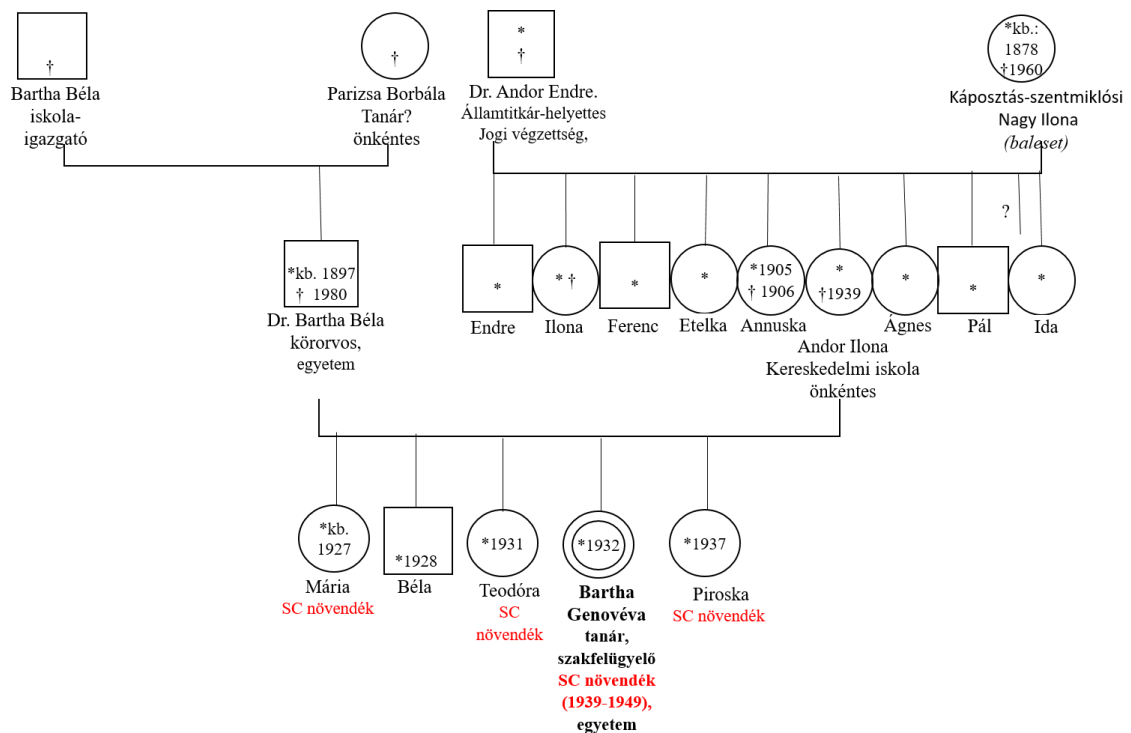 †
Bartha Béla
iskola-
igazgató
†
Parizsa Borbála
Tanár?
önkéntes
*
†
Dr. Andor Endre.
Államtitkár-helyettes
Jogi végzettség,
*kb.:
1878
†1960
Káposztás-szentmiklósi
Nagy Ilona
(baleset)
?
*kb. 1897
† 1980
Dr. Bartha Béla
körorvos,
egyetem
*
Endre
* †
Ilona
*
Ferenc
*
Etelka
*1905
† 1906
Annuska
*
†1939
Andor Ilona
Kereskedelmi iskola
önkéntes
*
Ágnes
*
Pál
*
Ida
*kb.
1927
Mária
SC növendék
*1928
Béla
*1931
Teodóra
SC
növendék
*1932
Bartha
Genovéva
tanár,
szakfelügyelő
SC növendék
(1939-1949),
egyetem
*1937
Piroska
SC növendék